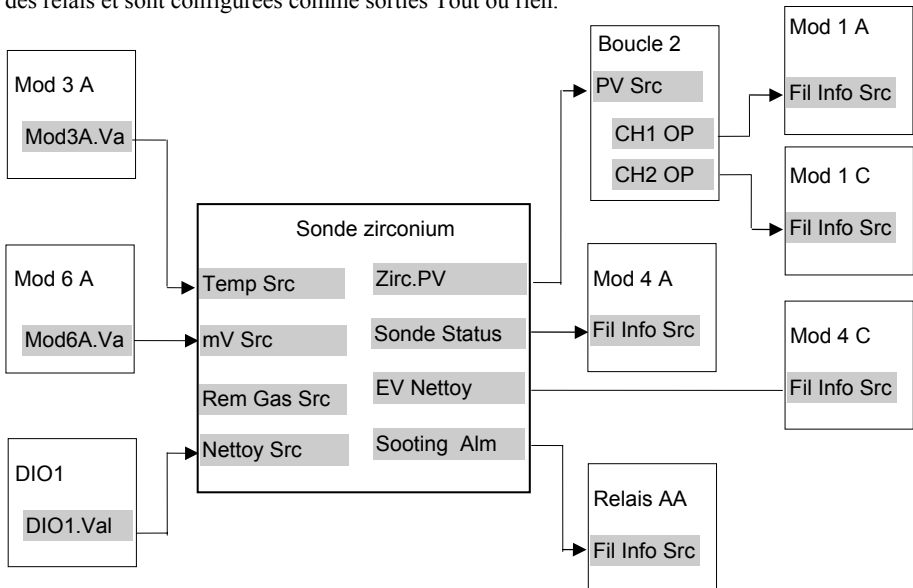 des relais et sont configurées comme sorties Tout ou rien.
Mod 3 A
Mod3A.Va
Mod 6 A
Mod6A.Va
DIO1
DIO1.Val
Sonde zirconium
Temp Src
mV Src
Rem Gas Src
Nettoy Src
Zirc.PV
Sonde Status
EV Nettoy
Sooting Alm
Boucle 2
PV Src
CH1 OP
CH2 OP
Mod 4 A
Fil Info Src
Relais AA
Fil Info Src
Mod 1 A
Fil Info Src
Mod 1 C
Fil Info Src
Mod 4 C
Fil Info Src